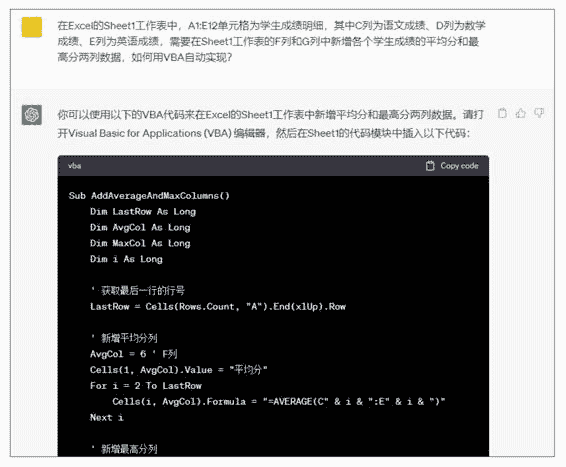 在Excel的Sheet1工作表中，A1:E12单元格为学生成绩明细，其中C列为语文成绩、D列为数学
成绩、E列为英语成绩，需要在Sheet1工作表的F列和G列中新增各个学生成绩的平均分和最
高分两列数据，如何用VBA自动实现？
你可以使用以下的VBA代码来在Excel的Sheet1工作表中新增平均分和最高分两列数据。请打
开Visual Basic for Applications (VBA) 编辑器，然后在Sheet1的代码模块中插入以下代码：
vba Copy code
Sub AddAverageAndMaxColumns()
    Dim LastRow As Long
    Dim AvgCol As Long
    Dim MaxCol As Long
    Dim i As Long
    ' 获取最后一行的行号
    LastRow = Cells(Rows.Count, "A").End(xlUp).Row
    ' 新增平均分列
    AvgCol = 6 ' F列
    Cells(1, AvgCol).Value = "平均分"
    For i = 2 To LastRow
        Cells(i, AvgCol).Formula = "=AVERAGE(C" & i & ":E" & i & ")"
    Next i
    ' 新增最高分列